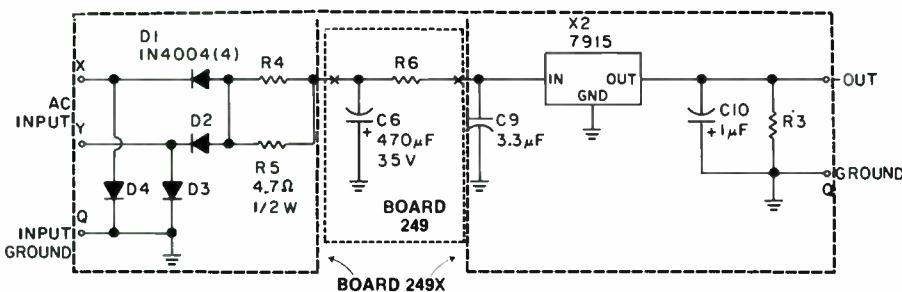 D1
1N4004(4)
X
R4
R6
X2
7915
IN
OUT
GND
-OUT
AC
INPUT
Y
D2
C6
+
470µF
35V
C9
3.3µF
C10
+
1µF
R3
R5
4.7Ω
1/2W
D4
D3
GROUND
Q
Q
INPUT
GROUND
BOARD
249
BOARD 249X